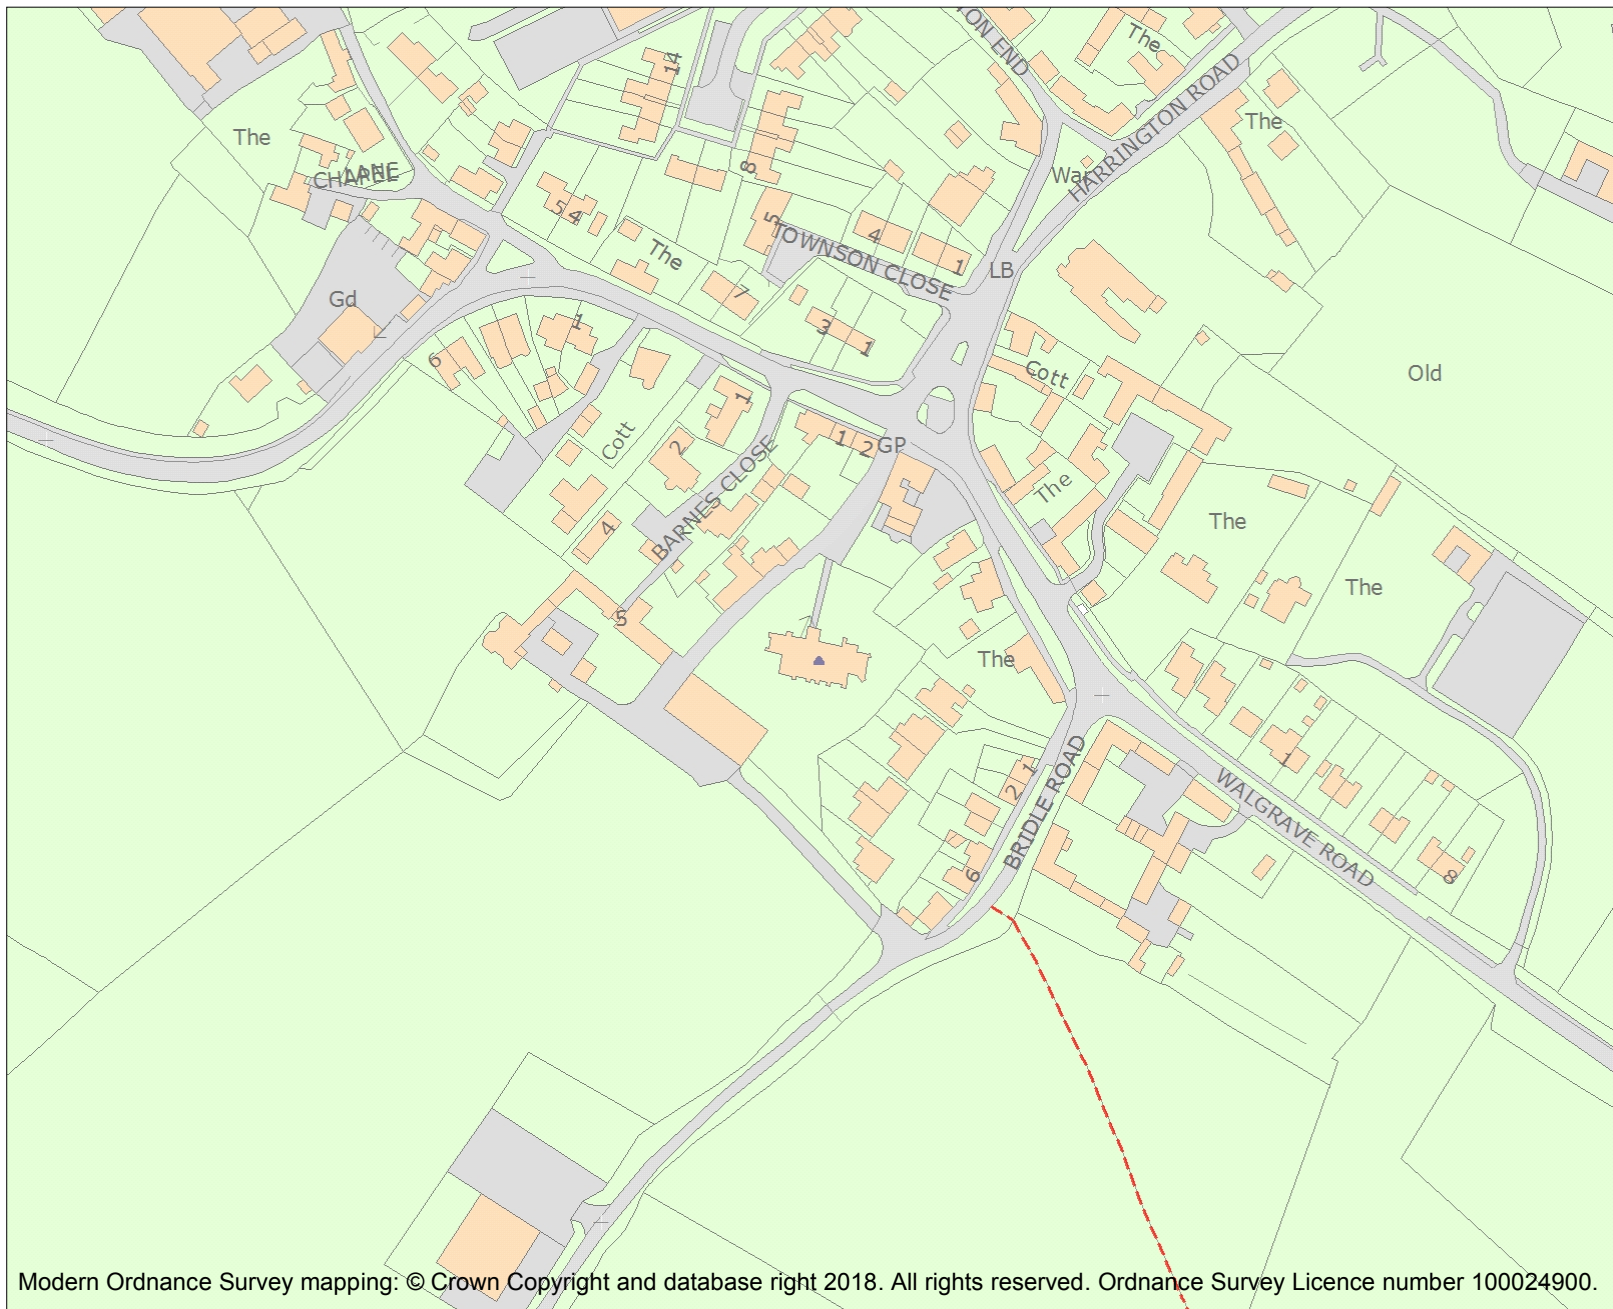 TON END
The
14
HARRINGTON ROAD
The
The
CHAPEL
LANE
8
War
5
4
5
The
TOWNSON CLOSE
4
1
LB
7
Gd
L
1
3
1
6
Cott
Old
1
Cott
2
1
2
GP
BARNES CLOSE
The
4
The
5
The
The
1
2
BRIDLE ROAD
1
WALGRAVE ROAD
6
8
Modern Ordnance Survey mapping: © Crown Copyright and database right 2018. All rights reserved. Ordnance Survey Licence number 100024900.